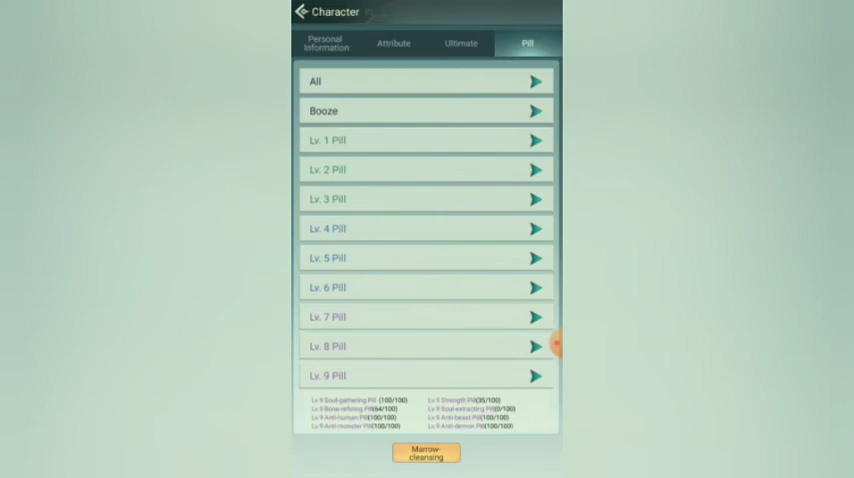 Character
Personal
Information
Attribute
Ultimate
Pill
All
Booze
Lv. 1 Pill
Lv. 2 Pill
Lv. 3 Pill
Lv. 4 Pill
Lv. 5 Pill
Lv. 6 Pill
Lv. 7 Pill
Lv. 8 Pill
Lv. 9 Pill
Lv 9 Soul-gathering Pill (100/100) Lv 9 Strength Pill(35/100)
Lv 9 Bone-refining Pill(64/100) Lv 9 Soul-extracting Pill(0/100)
Lv 9 Anti-human Pill(100/100) Lv 9 Anti-beast Pill(100/100)
Lv 9 Anti-monster Pill(100/100) Lv 9 Anti-demon Pill(100/100)
Marrow-
cleansing